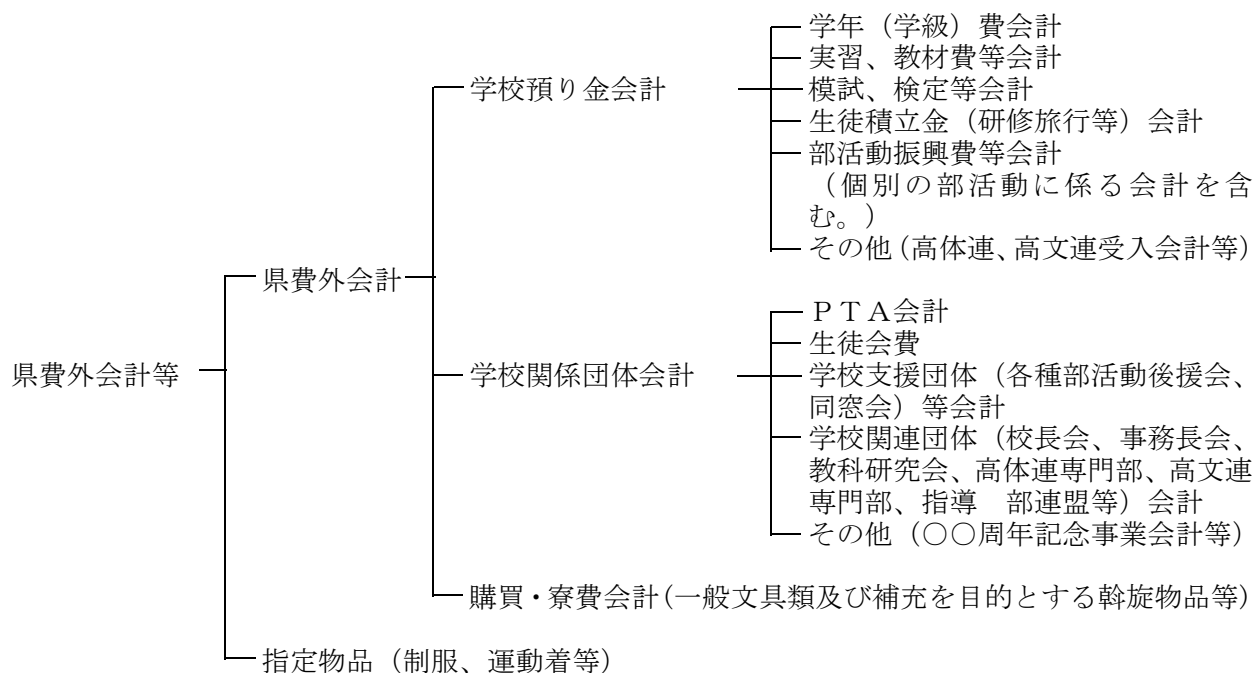 学年（学級）費会計
実習、教材費等会計
学校預り金会計
模試、検定等会計
生徒積立金（研修旅行等）会計
部活動振興費等会計
（個別の部活動に係る会計を含
む。）
その他（高体連、高文連受入会計等）
県費外会計
ＰＴＡ会計
生徒会費
県費外会計等
学校関係団体会計
学校支援団体（各種部活動後援会、
同窓会）等会計
学校関連団体（校長会、事務長会、
教科研究会、高体連専門部、高文連
専門部、指導　部連盟等）会計
その他（○○周年記念事業会計等）
購買・寮費会計（一般文具類及び補充を目的とする斡旋物品等）
指定物品（制服、運動着等）